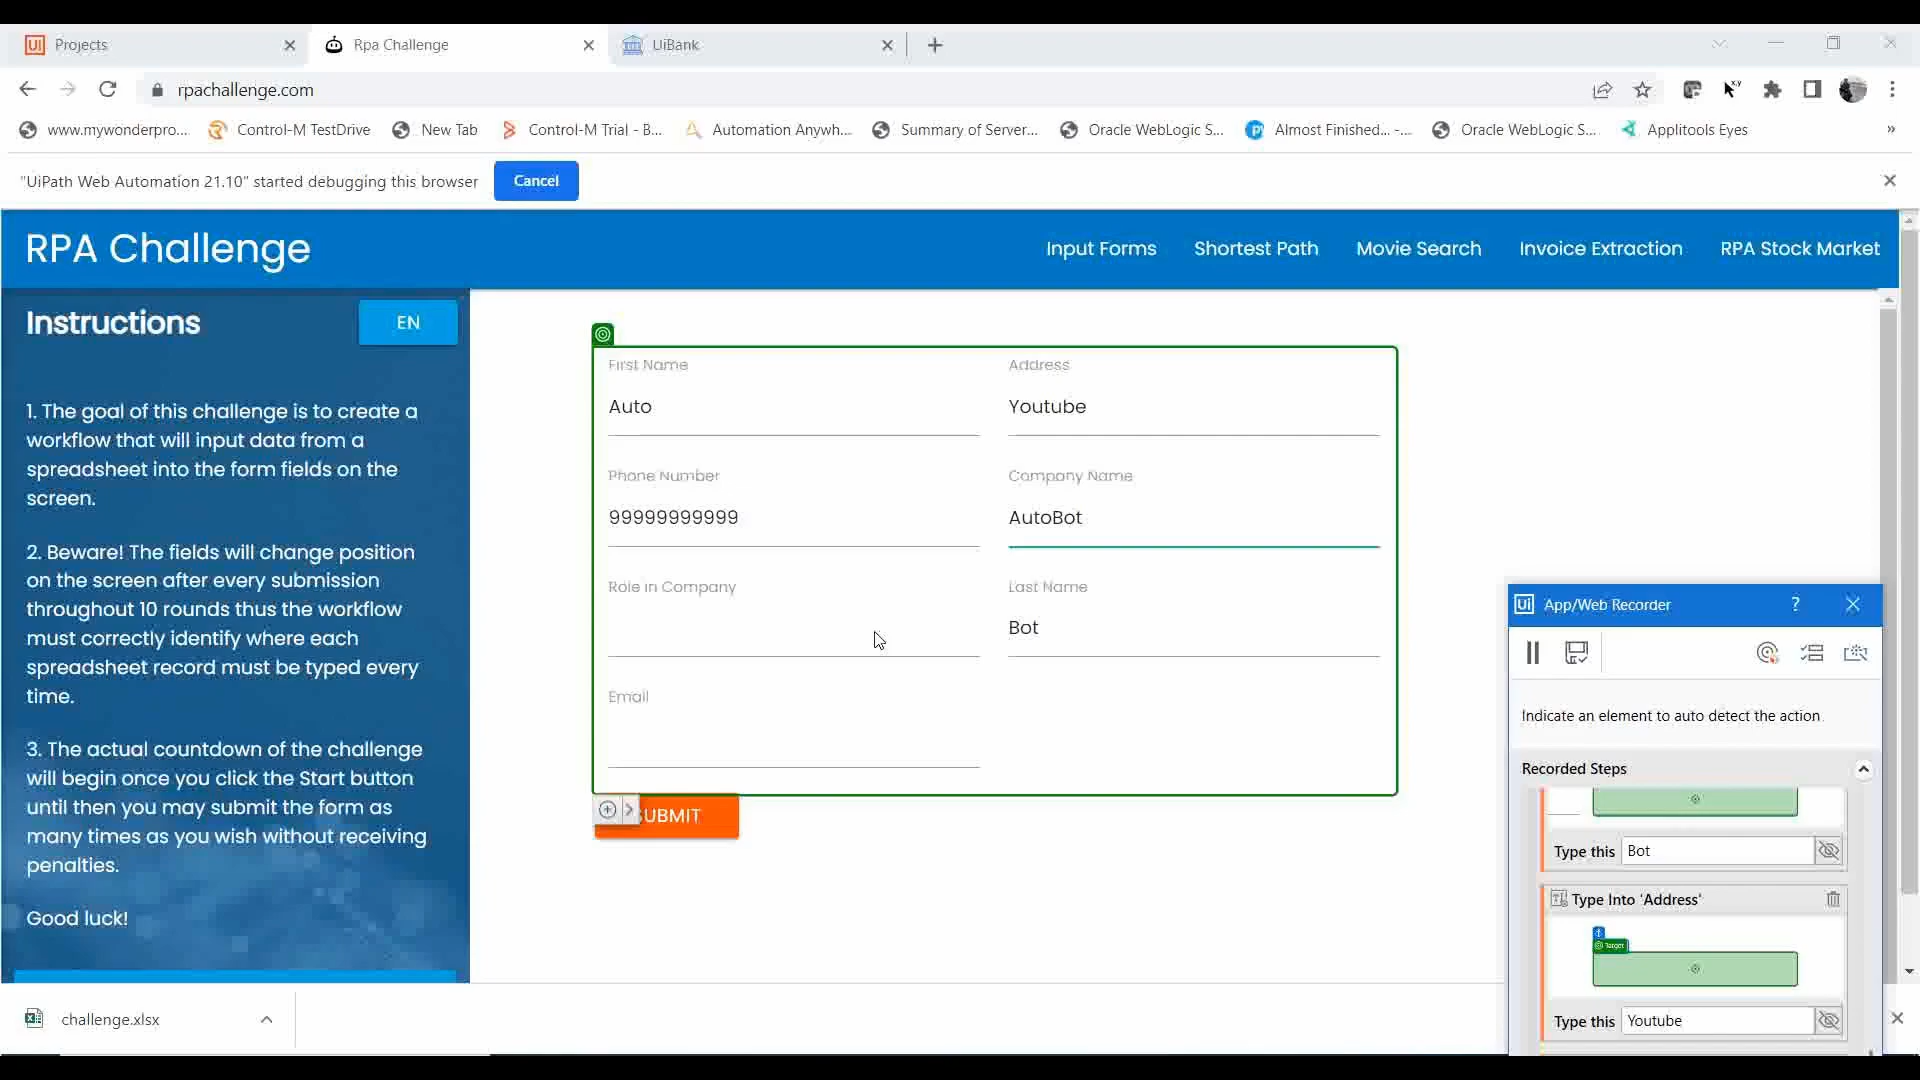 Projects
Rpa Challenge
UiBank
rpachallenge.com
www.mywonderpro...
Control-M TestDrive
New Tab
Control-M Trial - B...
Automation Anywh...
Summary of Server...
Oracle WebLogic S...
Almost Finished... -...
Oracle WebLogic S...
Applitools Eyes
"UiPath Web Automation 21.10" started debugging this browser
Cancel
RPA Challenge
Input Forms
Shortest Path
Movie Search
Invoice Extraction
RPA Stock Market
Instructions
EN
1. The goal of this challenge is to create a
workflow that will input data from a
spreadsheet into the form fields on the
screen.
2. Beware! The fields will change position
on the screen after every submission
throughout 10 rounds thus the workflow
must correctly identify where each
spreadsheet record must be typed every
time.
3. The actual countdown of the challenge
will begin once you click the Start button
until then you may submit the form as
many times as you wish without receiving
penalties.
Good luck!
First Name
Auto
Address
Youtube
Phone Number
99999999999
Company Name
AutoBot
Role in Company
Last Name
Bot
Email
UBMIT
Ui App/Web Recorder
Indicate an element to auto detect the action
Recorded Steps
Type this Bot
Type Into 'Address'
Target
Type this Youtube
challenge.xlsx